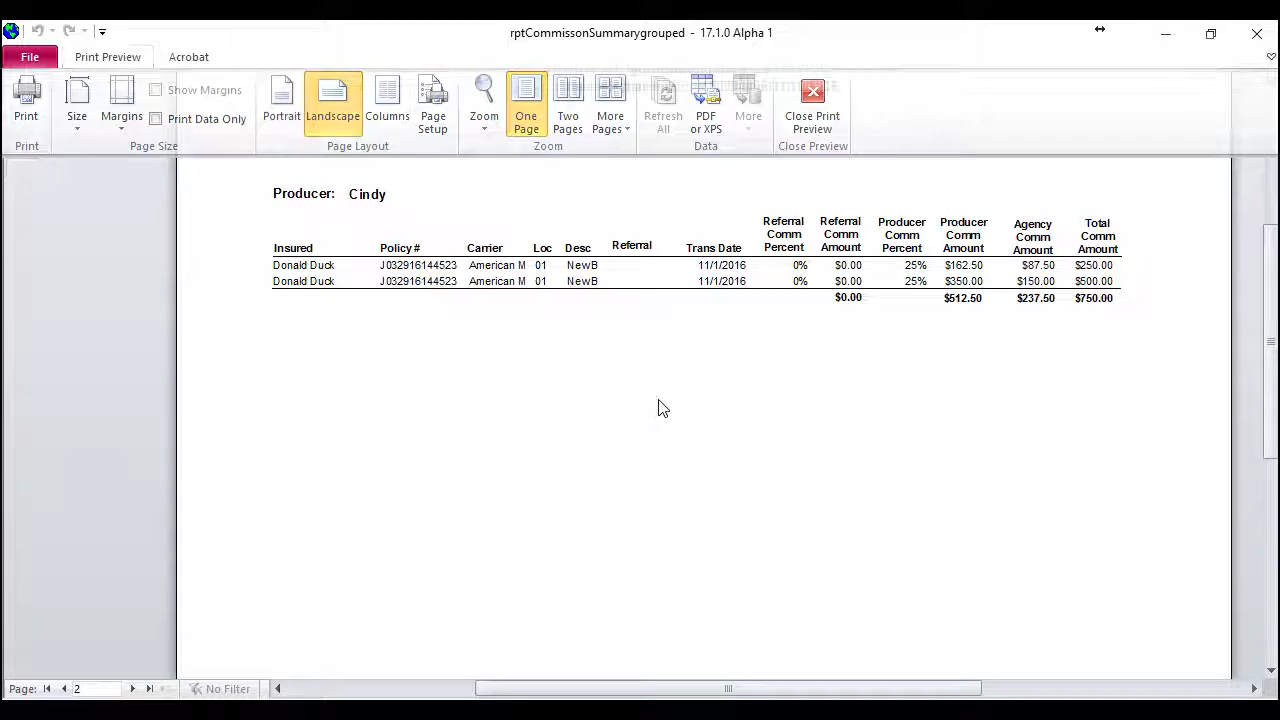 rptCommissonSummarygrouped - 17.1.0 Alpha 1
File Print Preview Acrobat
Print
Size
Margins
Show Margins
Print Data Only
Portrait
Landscape
Columns
Page Setup
Zoom
One Page
Two Pages
More Pages
Refresh All
PDF or XPS
More
Close Print Preview
Print Page Size Page Layout Zoom Data Close Preview
Producer: Cindy
Insured Policy # Carrier Loc Desc Referral Trans Date Referral Comm Percent Referral Comm Amount Producer Comm Percent Producer Comm Amount Agency Comm Amount Total Comm Amount
Donald Duck J032916144523 American M 01 NewB 11/1/2016 0% $0.00 25% $162.50 $87.50 $250.00
Donald Duck J032916144523 American M 01 NewB 11/1/2016 0% $0.00 25% $350.00 $150.00 $500.00
$0.00 $512.50 $237.50 $750.00
Page: 2 No Filter